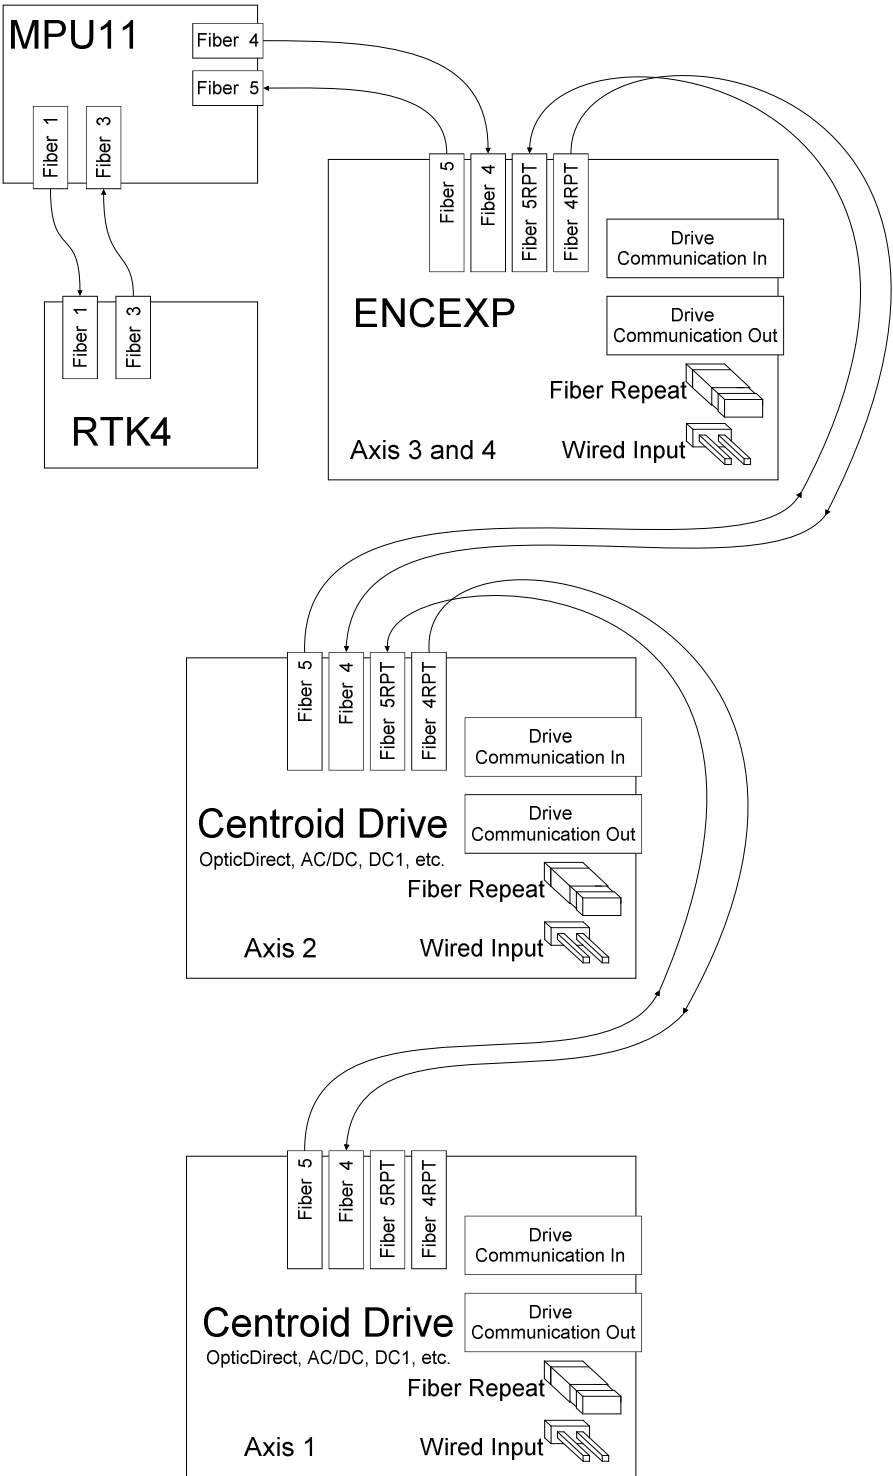 MPU11
Fiber 4
Fiber 5
Fiber 1
Fiber 3
Fiber 1
Fiber 3
RTK4
Fiber 5
Fiber 4
Fiber 5RPT
Fiber 4RPT
Drive
Communication In
ENCEXP
Drive
Communication Out
Fiber Repeat
Axis 3 and 4
Wired Input
Fiber 5
Fiber 4
Fiber 5RPT
Fiber 4RPT
Drive
Communication In
Centroid Drive
OpticDirect, AC/DC, DC1, etc.
Drive
Communication Out
Fiber Repeat
Axis 2
Wired Input
Fiber 5
Fiber 4
Fiber 5RPT
Fiber 4RPT
Drive
Communication In
Centroid Drive
OpticDirect, AC/DC, DC1, etc.
Drive
Communication Out
Fiber Repeat
Axis 1
Wired Input